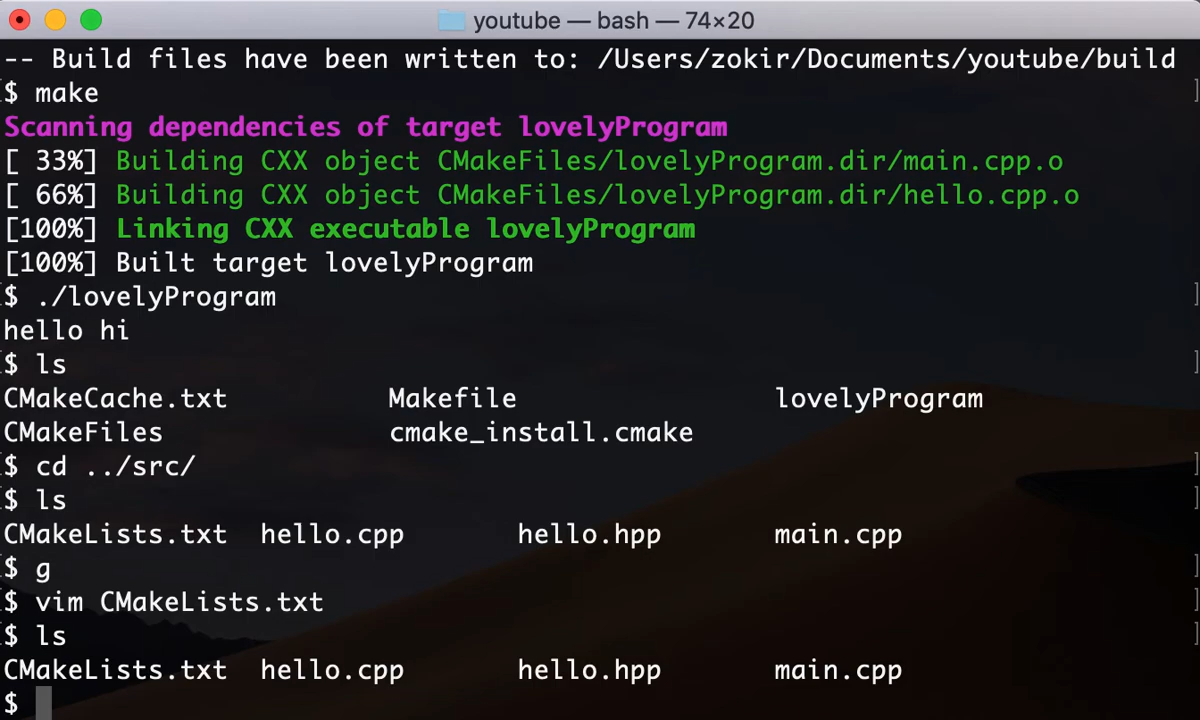 youtube — bash — 74×20
-- Build files have been written to: /Users/zokir/Documents/youtube/build
[$ make ]
Scanning dependencies of target lovelyProgram
[ 33%] Building CXX object CMakeFiles/lovelyProgram.dir/main.cpp.o
[ 66%] Building CXX object CMakeFiles/lovelyProgram.dir/hello.cpp.o
[100%] Linking CXX executable lovelyProgram
[100%] Built target lovelyProgram
[$ ./lovelyProgram ]
hello hi
[$ ls ]
CMakeCache.txt Makefile lovelyProgram
CMakeFiles cmake_install.cmake
[$ cd ../src/ ]
[$ ls ]
CMakeLists.txt hello.cpp hello.hpp main.cpp
[$ g ]
[$ vim CMakeLists.txt ]
[$ ls ]
CMakeLists.txt hello.cpp hello.hpp main.cpp
$